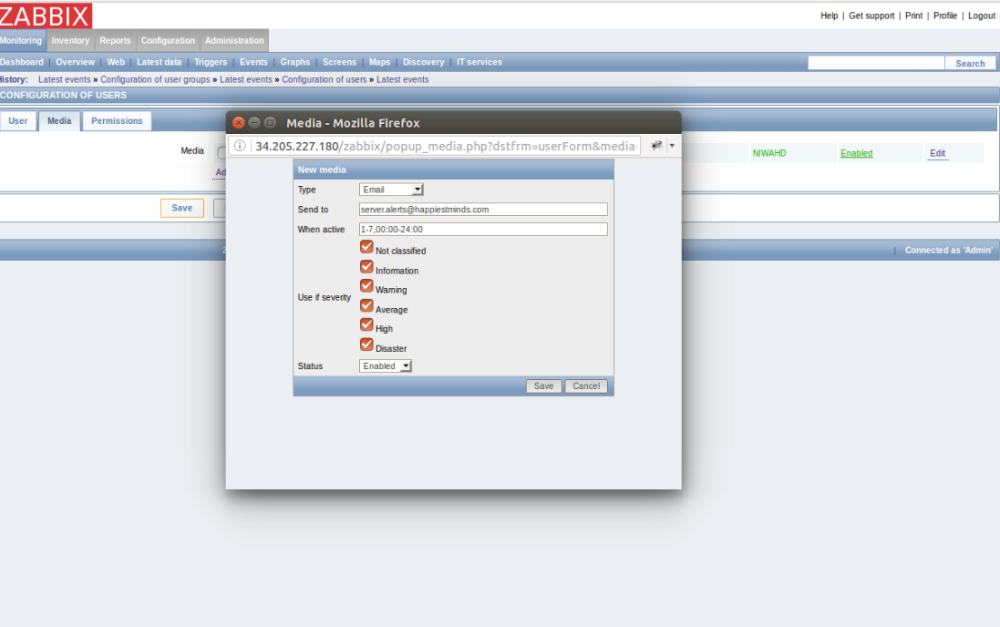 ZABBIX
Help | Get support | Print | Profile | Logout
Monitoring Inventory Reports Configuration Administration
Dashboard | Overview | Web | Latest data | Triggers | Events | Graphs | Screens | Maps | Discovery | IT services
Search
History: Latest events » Configuration of user groups » Latest events » Configuration of users » Latest events
CONFIGURATION OF USERS
User Media Permissions
Media - Mozilla Firefox
34.205.227.180/zabbix/popup_media.php?dstfrm=userForm&media
Media
NIWAHD Enabled Edit
New media
Type Email
Send to server.alerts@happiestminds.com
When active 1-7,00:00-24:00
Not classified
Information
Warning
Use if severity
Average
High
Disaster
Status Enabled
Save Cancel
Save
| Connected as 'Admin'